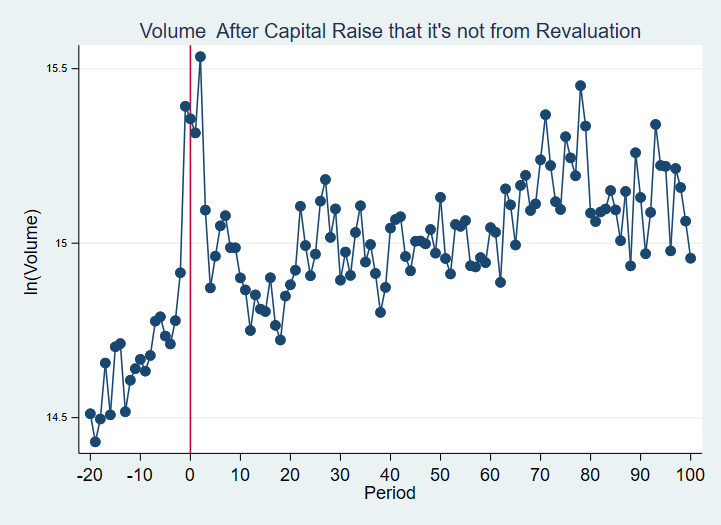 Volume  After Capital Raise that it's not from Revaluation
ln(Volume)
15.5
15
14.5
-20 -10 0 10 20 30 40 50 60 70 80 90 100
Period